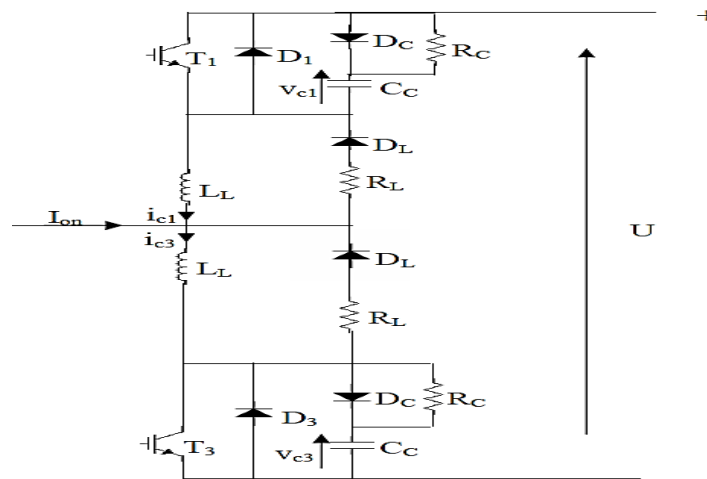 +
T1
D1
DC
RC
vc1
CC
DL
RL
LL
Ion
ic1
ic3
U
LL
DL
RL
T3
D3
DC
RC
vc3
CC